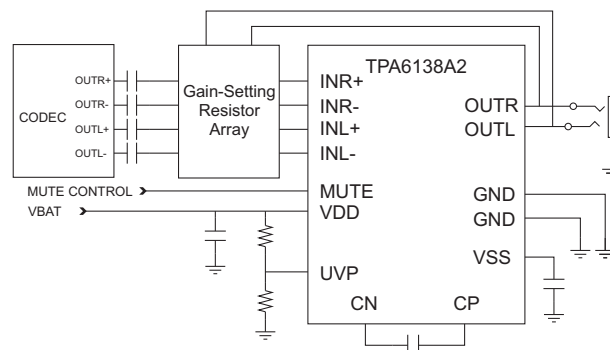 TPA6138A2
CODEC
OUTR+
OUTR-
OUTL+
OUTL-
Gain-Setting
Resistor
Array
INR+
INR-
INL+
INL-
OUTR
OUTL
MUTE CONTROL
MUTE
VBAT
VDD
GND
GND
UVP
VSS
CN
CP